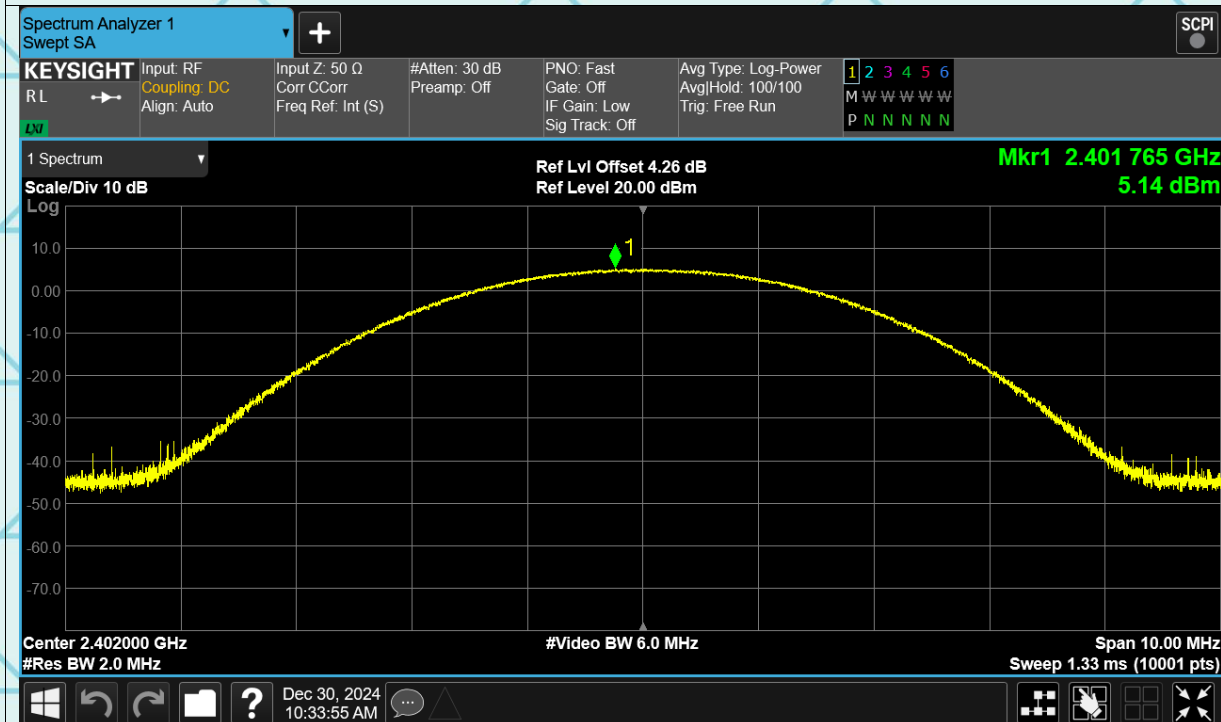 Spectrum Analyzer 1
Swept SA
+
SCPI
KEYSIGHT
RL
LXI
Input: RF
Coupling: DC
Align: Auto
Input Z: 50 Ω
Corr CCorr
Freq Ref: Int (S)
#Atten: 30 dB
Preamp: Off
PNO: Fast
Gate: Off
IF Gain: Low
Sig Track: Off
Avg Type: Log-Power
Avg|Hold: 100/100
Trig: Free Run
1 2 3 4 5 6
M W W W W W
P N N N N N
1 Spectrum
Scale/Div 10 dB
Log
Ref Lvl Offset 4.26 dB
Ref Level 20.00 dBm
Mkr1 2.401 765 GHz
5.14 dBm
1
10.0
0.00
-10.0
-20.0
-30.0
-40.0
-50.0
-60.0
-70.0
Center 2.402000 GHz
#Res BW 2.0 MHz
#Video BW 6.0 MHz
Span 10.00 MHz
Sweep 1.33 ms (10001 pts)
?
Dec 30, 2024
10:33:55 AM